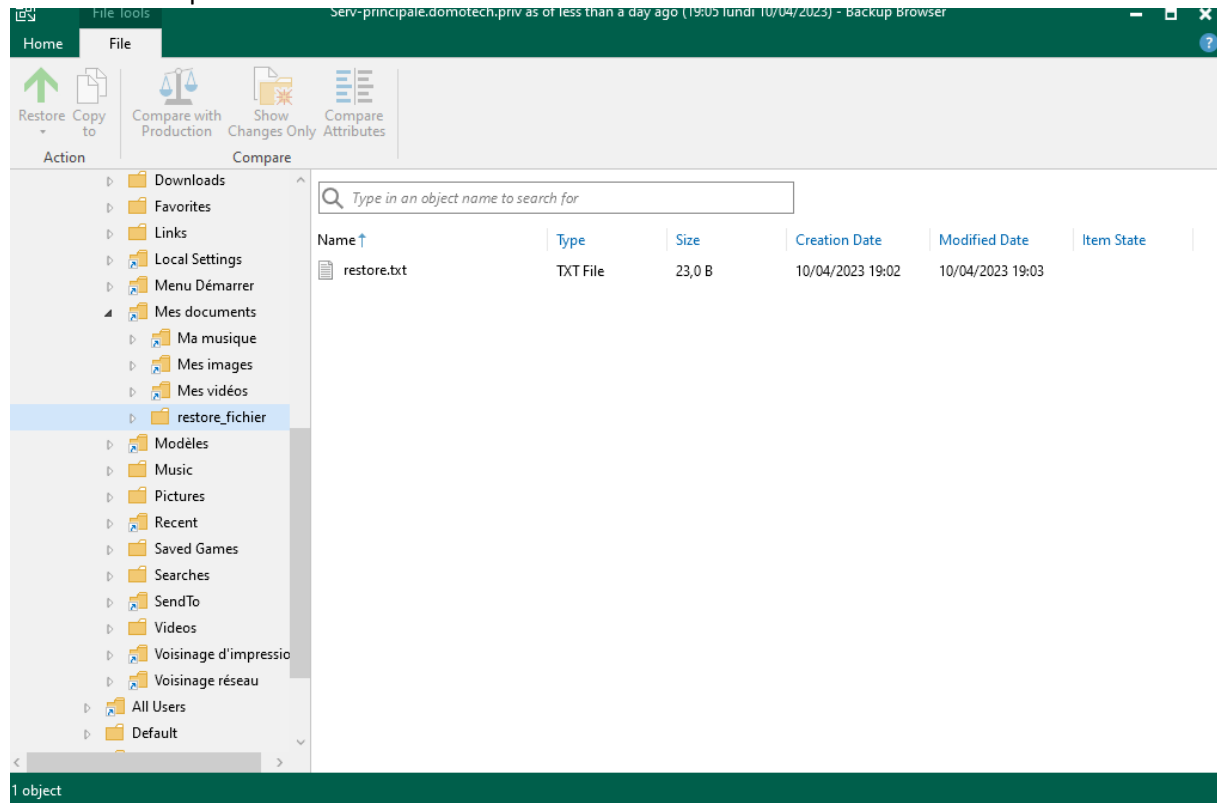 File Tools
Serv-principale.domotech.priv as of less than a day ago (19:05 lundi 10/04/2023) - Backup Browser
Home File
Restore Copy to Compare with Production Show Changes Only Compare Attributes
Action Compare
Downloads
Favorites
Links
Local Settings
Menu Démarrer
Mes documents
Ma musique
Mes images
Mes vidéos
restore_fichier
Modèles
Music
Pictures
Recent
Saved Games
Searches
SendTo
Videos
Voisinage d'impressio
Voisinage réseau
All Users
Default
Type in an object name to search for
Name Type Size Creation Date Modified Date Item State
restore.txt TXT File 23,0 B 10/04/2023 19:02 10/04/2023 19:03
1 object